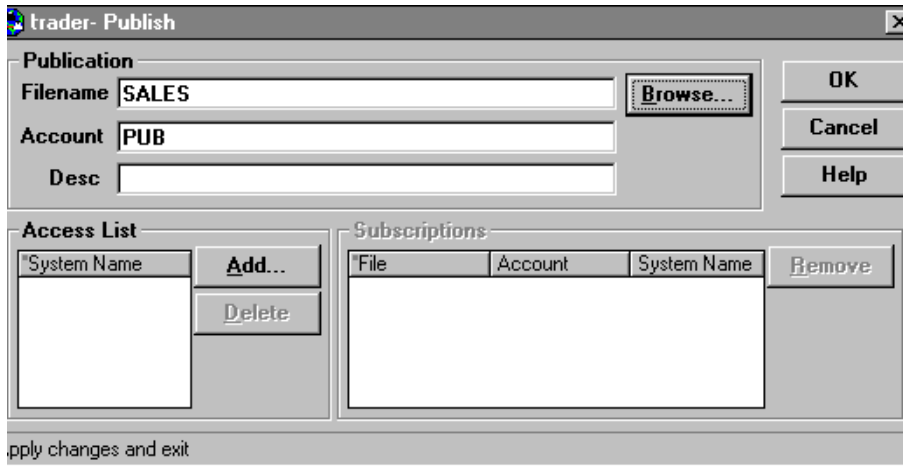 trader- Publish
Publication
Filename SALES Browse... OK
Account PUB Cancel
Desc Help
Access List Subscriptions
"System Name Add... "File Account System Name Remove
Delete
pply changes and exit